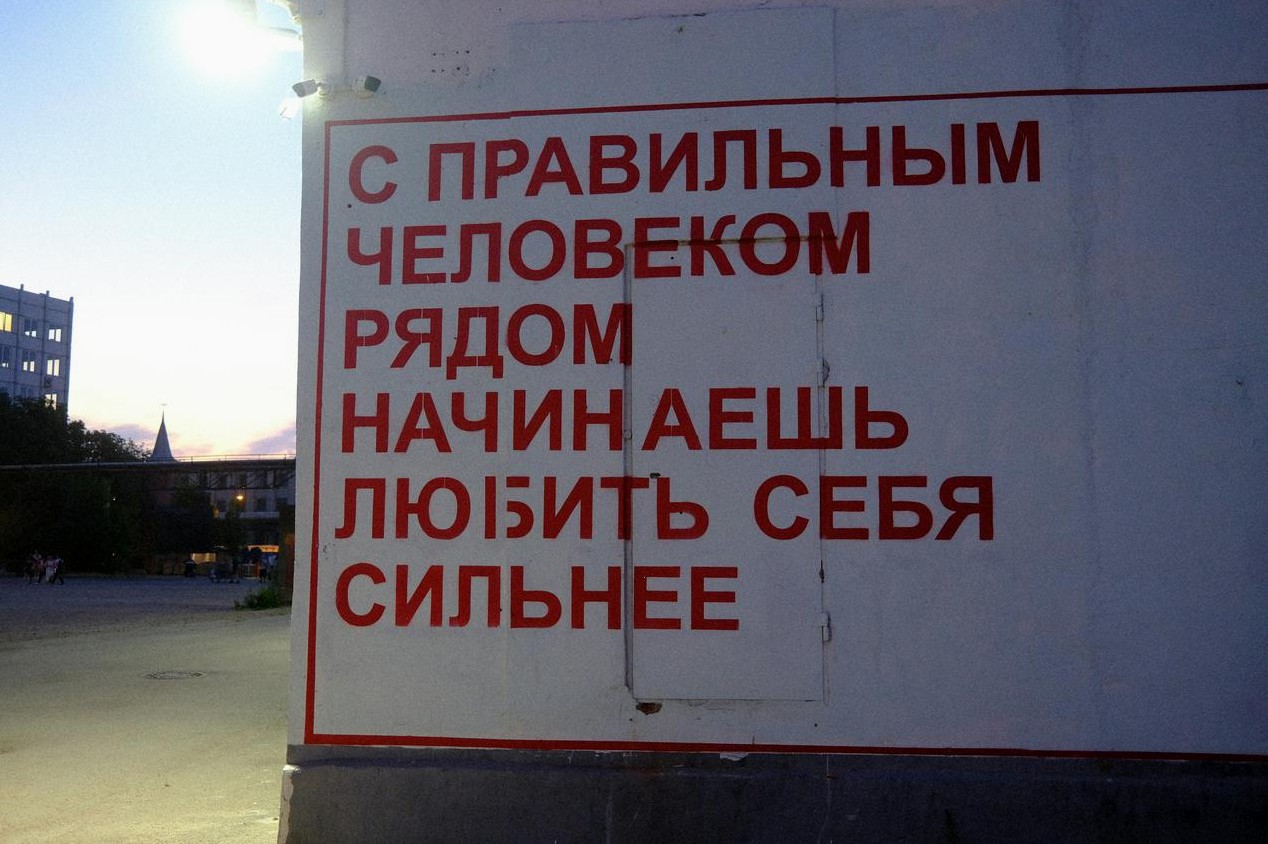 С ПРАВИЛЬНЫМ
ЧЕЛОВЕКОМ
РЯДОМ
НАЧИНАЕШЬ
ЛЮБИТЬ СЕБЯ
СИЛЬНЕЕ